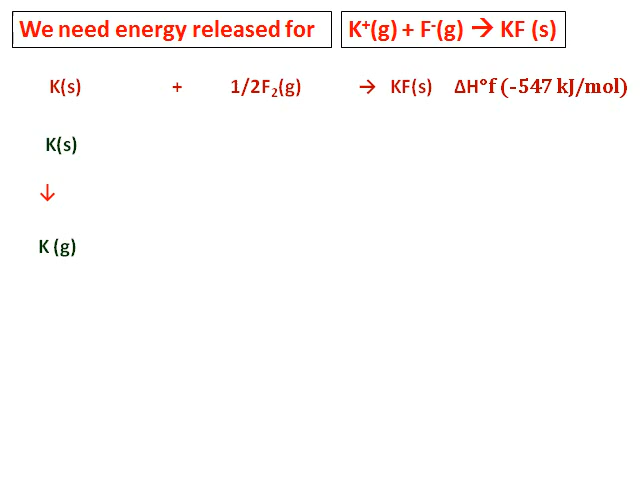 We need energy released for K⁺(g) + F⁻(g) → KF (s)
K(s) + 1/2F₂(g) → KF(s) ΔH°f (-547 kJ/mol)
K(s)
↓
K (g)